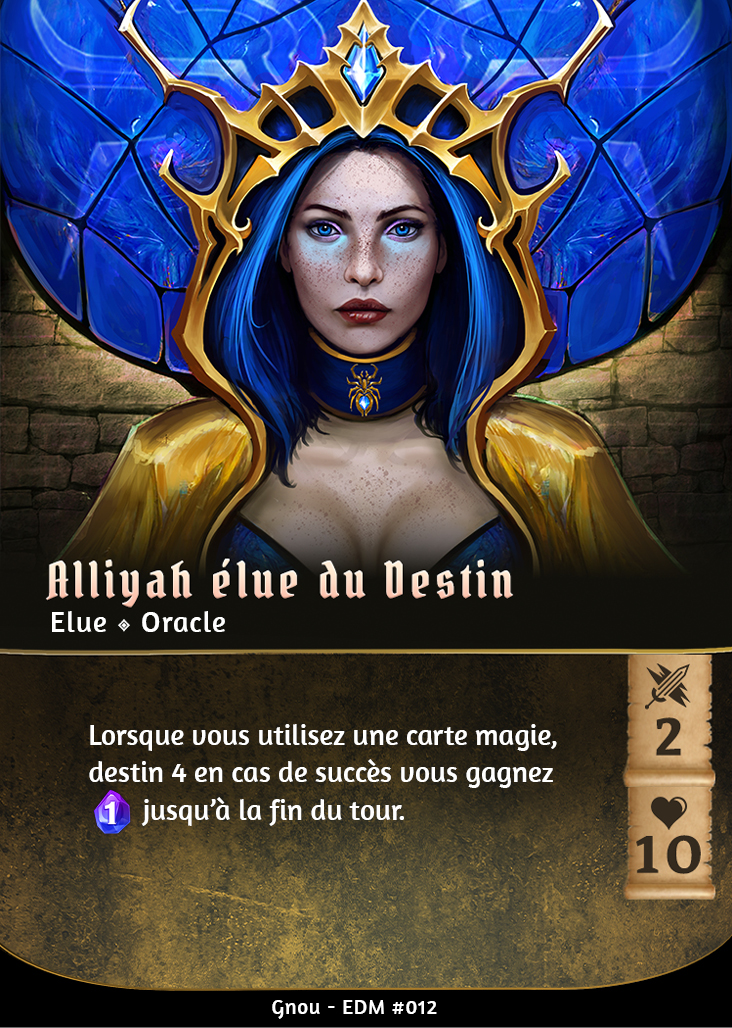 Alliyah élue du Destin
Elue ◈ Oracle
2
Lorsque vous utilisez une carte magie,
destin 4 en cas de succès vous gagnez
1 jusqu’à la fin du tour.
10
Gnou - EDM #012